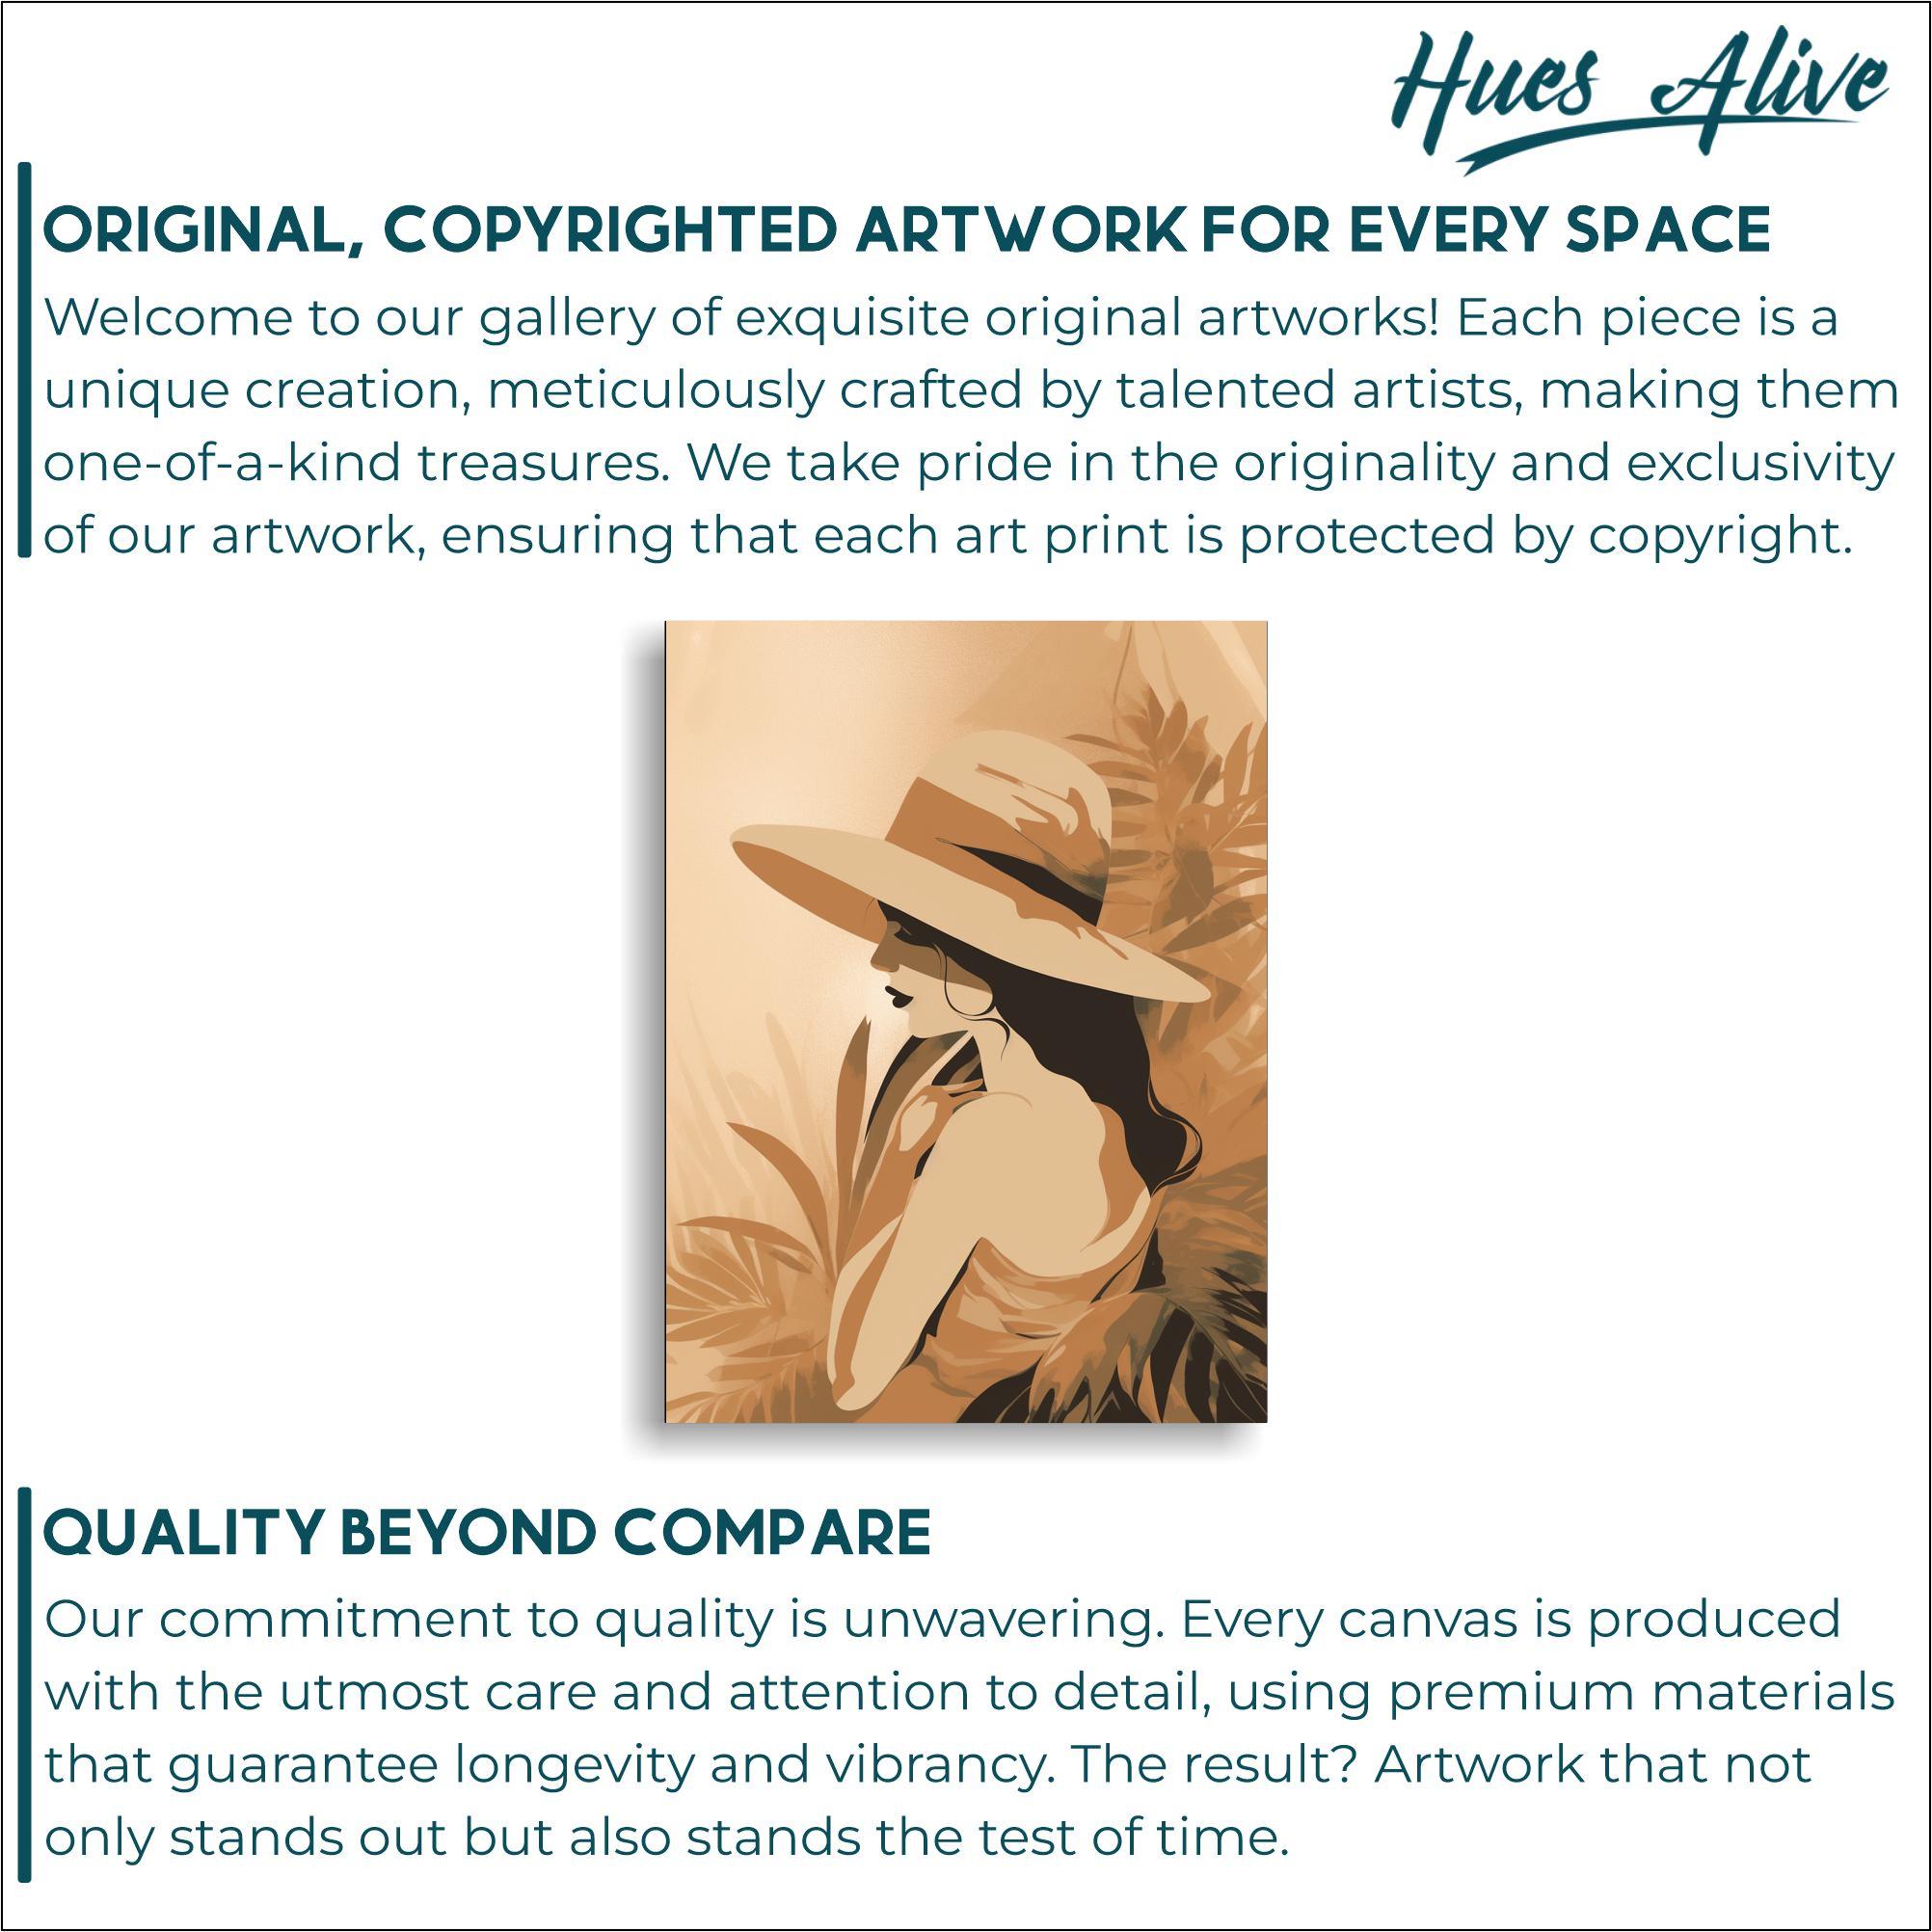 Hues Alive
ORIGINAL, COPYRIGHTED ARTWORK FOR EVERY SPACE
Welcome to our gallery of exquisite original artworks! Each piece is a
unique creation, meticulously crafted by talented artists, making them
one-of-a-kind treasures. We take pride in the originality and exclusivity
of our artwork, ensuring that each art print is protected by copyright.
QUALITY BEYOND COMPARE
Our commitment to quality is unwavering. Every canvas is produced
with the utmost care and attention to detail, using premium materials
that guarantee longevity and vibrancy. The result? Artwork that not
only stands out but also stands the test of time.